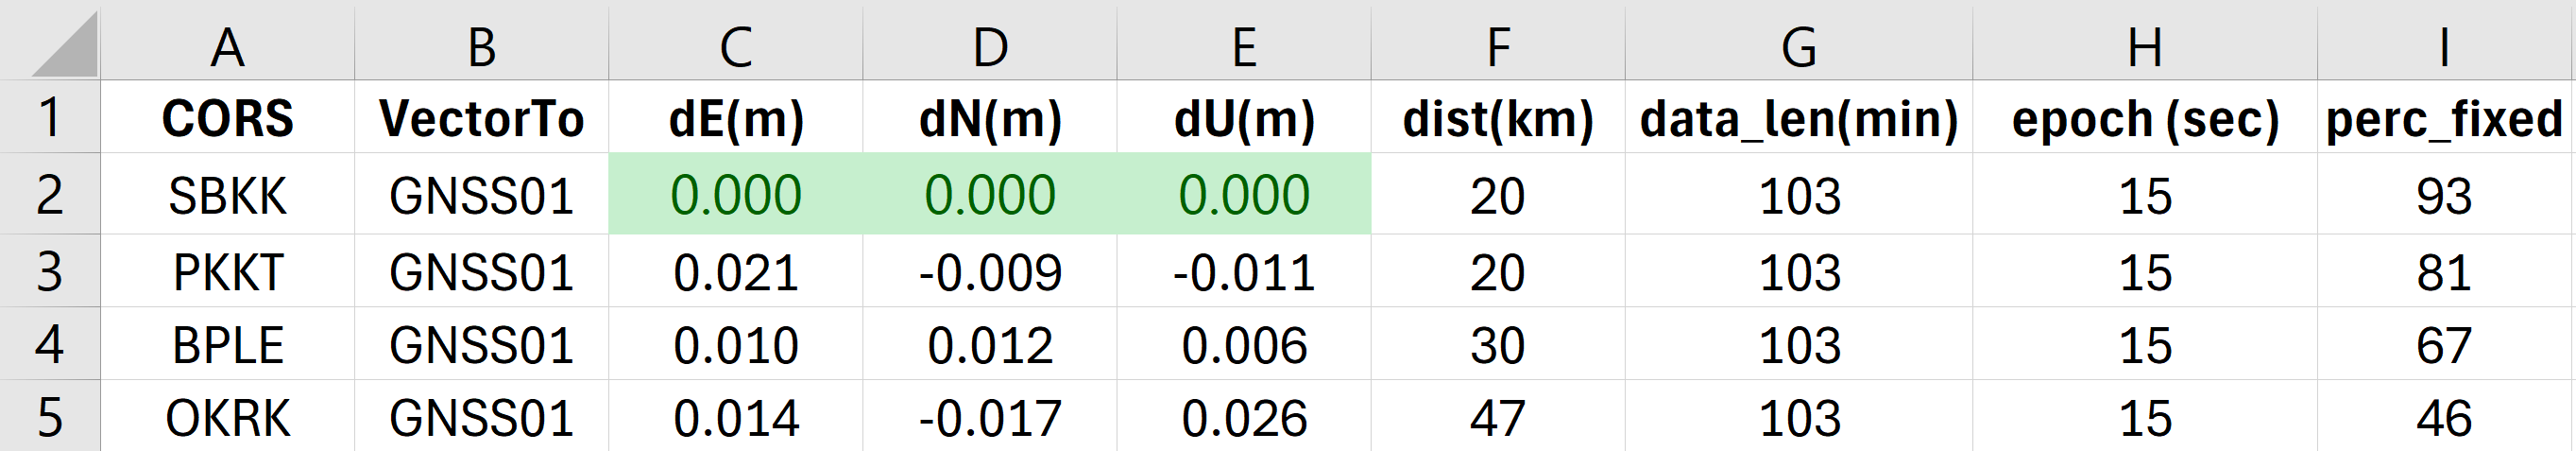 A B C D E F G H I
1 CORS VectorTo dE(m) dN(m) dU(m) dist(km) data_len(min) epoch (sec) perc_fixed
2 SBKK GNSS01 0.000 0.000 0.000 20 103 15 93
3 PKKT GNSS01 0.021 -0.009 -0.011 20 103 15 81
4 BPLE GNSS01 0.010 0.012 0.006 30 103 15 67
5 OKRK GNSS01 0.014 -0.017 0.026 47 103 15 46